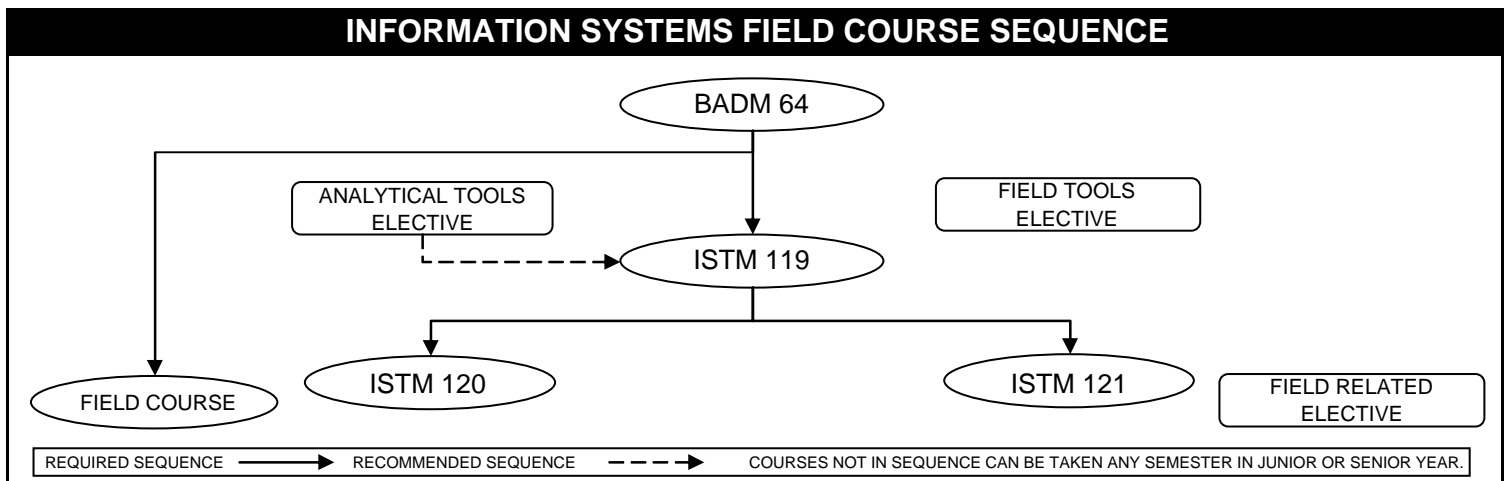 INFORMATION SYSTEMS FIELD COURSE SEQUENCE
BADM 64
ANALYTICAL TOOLS
ELECTIVE
FIELD TOOLS
ELECTIVE
ISTM 119
ISTM 120
ISTM 121
FIELD COURSE
FIELD RELATED
ELECTIVE
REQUIRED SEQUENCE RECOMMENDED SEQUENCE COURSES NOT IN SEQUENCE CAN BE TAKEN ANY SEMESTER IN JUNIOR OR SENIOR YEAR.